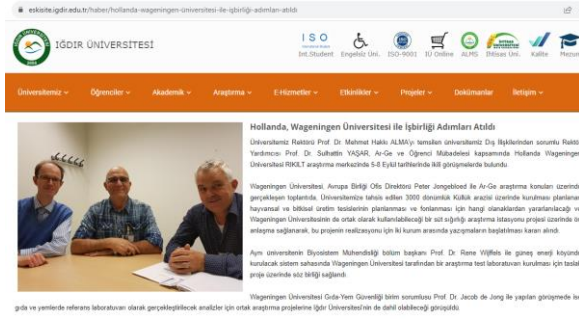 eskisite.igdir.edu.tr/haber/hollanda-wageningen-üniversitesi-ile-işbirliği-adımları-atıldı
IĞDIR ÜNİVERSİTESİ
ISO
Int.Student Engelsiz Üni. ISO-9001 IU Online ALMS İhtisas Üni. Kalite Mezun
Üniversitemiz Öğrenciler Akademik Araştırma E-Hizmetler Etkinlikler Projeler Dokümanlar İletişim
Hollanda, Wageningen Üniversitesi ile İşbirliği Adımları Atıldı
Üniversitemiz Rektörü Prof. Dr. Mehmet Hakkı ALMA'yı temsilen üniversitemiz Dış İlişkilerinden sorumlu Rektör
Yardımcısı Prof. Dr. Sulhattin YAŞAR, Ar-Ge ve Öğrenci Mübadelesi kapsamında Hollanda Wageningen
Üniversitesi RIKILT araştırma merkezinde 5-8 Eylül tarihlerinde ikili görüşmelerde bulundu.
Wageningen Üniversitesi, Avrupa Birliği Ofis Direktörü Peter Jongebloed ile Ar-Ge araştırma konuları üzerinde
gerçekleşen toplantıda, Üniversitemize tahsis edilen 3000 dönümlük Kültük arazisi üzerinde kurulması planlanan
hayvansal ve bitkisel üretim tesislerinin planlanması ve fonlanması için hangi olanaklardan yararlanılacağı ve
Wageningen Üniversitesinin de ortak olarak kullanılabileceği bir süt sığırlığı araştırma istasyonu projesi üzerinde ön
anlaşma sağlanarak, bu projenin realizasyonu için iki kurum arasında yazışmaların başlatılması kararı alındı.
Aynı üniversitenin Biyosistem Mühendisliği bölüm başkanı Prof. Dr. Rene Wijffels ile güneş enerji köyünde
kurulacak sistem sahasında Wageningen Üniversitesi tarafından bir araştırma test laboratuvarı kurulması için taslak
proje üzerinde söz birliği sağlandı.
Wageningen Üniversitesi Gıda-Yem Güvenliği birim sorumlusu Prof. Dr. Jacob de Jong ile yapılan görüşmede ise
gıda ve yemlerde referans laboratuvarı olarak gerçekleştirilecek analizler için ortak araştırma projelerine Iğdır Üniversitesi'nin de dahil olabileceği görüşüldü.